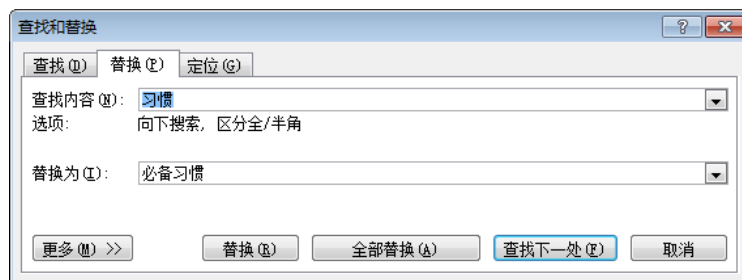 查找和替换
查找(D) 替换(P) 定位(G)
查找内容(N): 习惯
选项: 向下搜索, 区分全/半角
替换为(I): 必备习惯
更多(M) >> 替换(R) 全部替换(A) 查找下一处(F) 取消